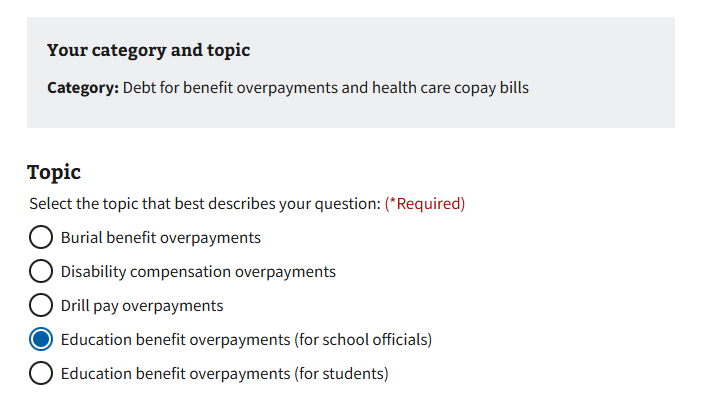 Your category and topic
Category: Debt for benefit overpayments and health care copay bills
Topic
Select the topic that best describes your question: (*Required)
Burial benefit overpayments
Disability compensation overpayments
Drill pay overpayments
Education benefit overpayments (for school officials)
Education benefit overpayments (for students)